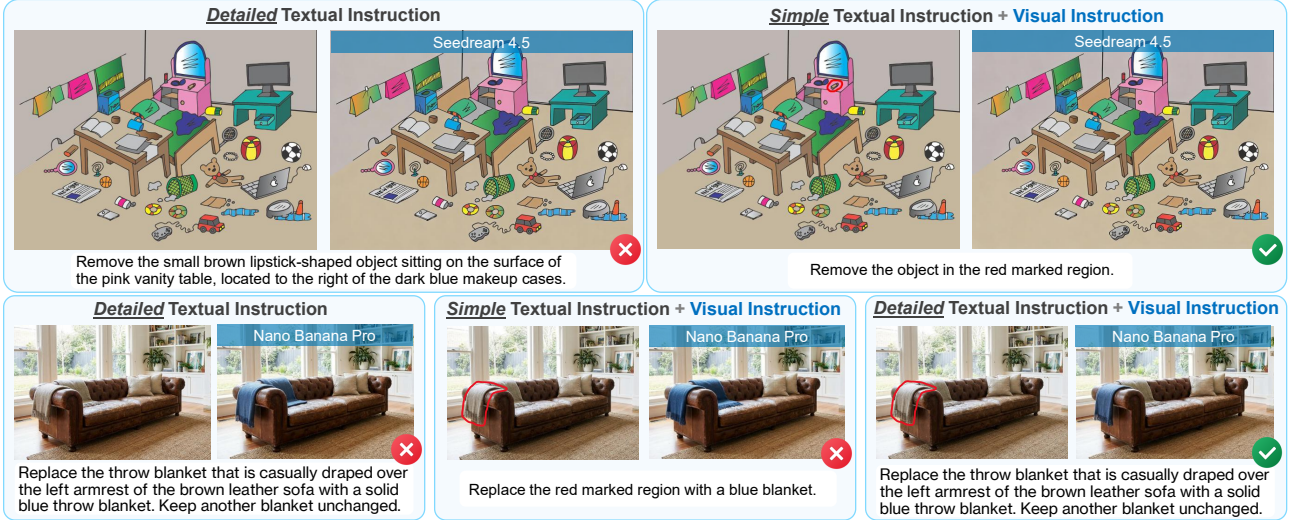 Detailed Textual Instruction
Seedream 4.5
Remove the small brown lipstick-shaped object sitting on the surface of
the pink vanity table, located to the right of the dark blue makeup cases.
Simple Textual Instruction + Visual Instruction
Seedream 4.5
Remove the object in the red marked region.
Detailed Textual Instruction
Nano Banana Pro
Replace the throw blanket that is casually draped over
the left armrest of the brown leather sofa with a solid
blue throw blanket. Keep another blanket unchanged.
Simple Textual Instruction + Visual Instruction
Nano Banana Pro
Replace the red marked region with a blue blanket.
Detailed Textual Instruction + Visual Instruction
Nano Banana Pro
Replace the throw blanket that is casually draped over
the left armrest of the brown leather sofa with a solid
blue throw blanket. Keep another blanket unchanged.